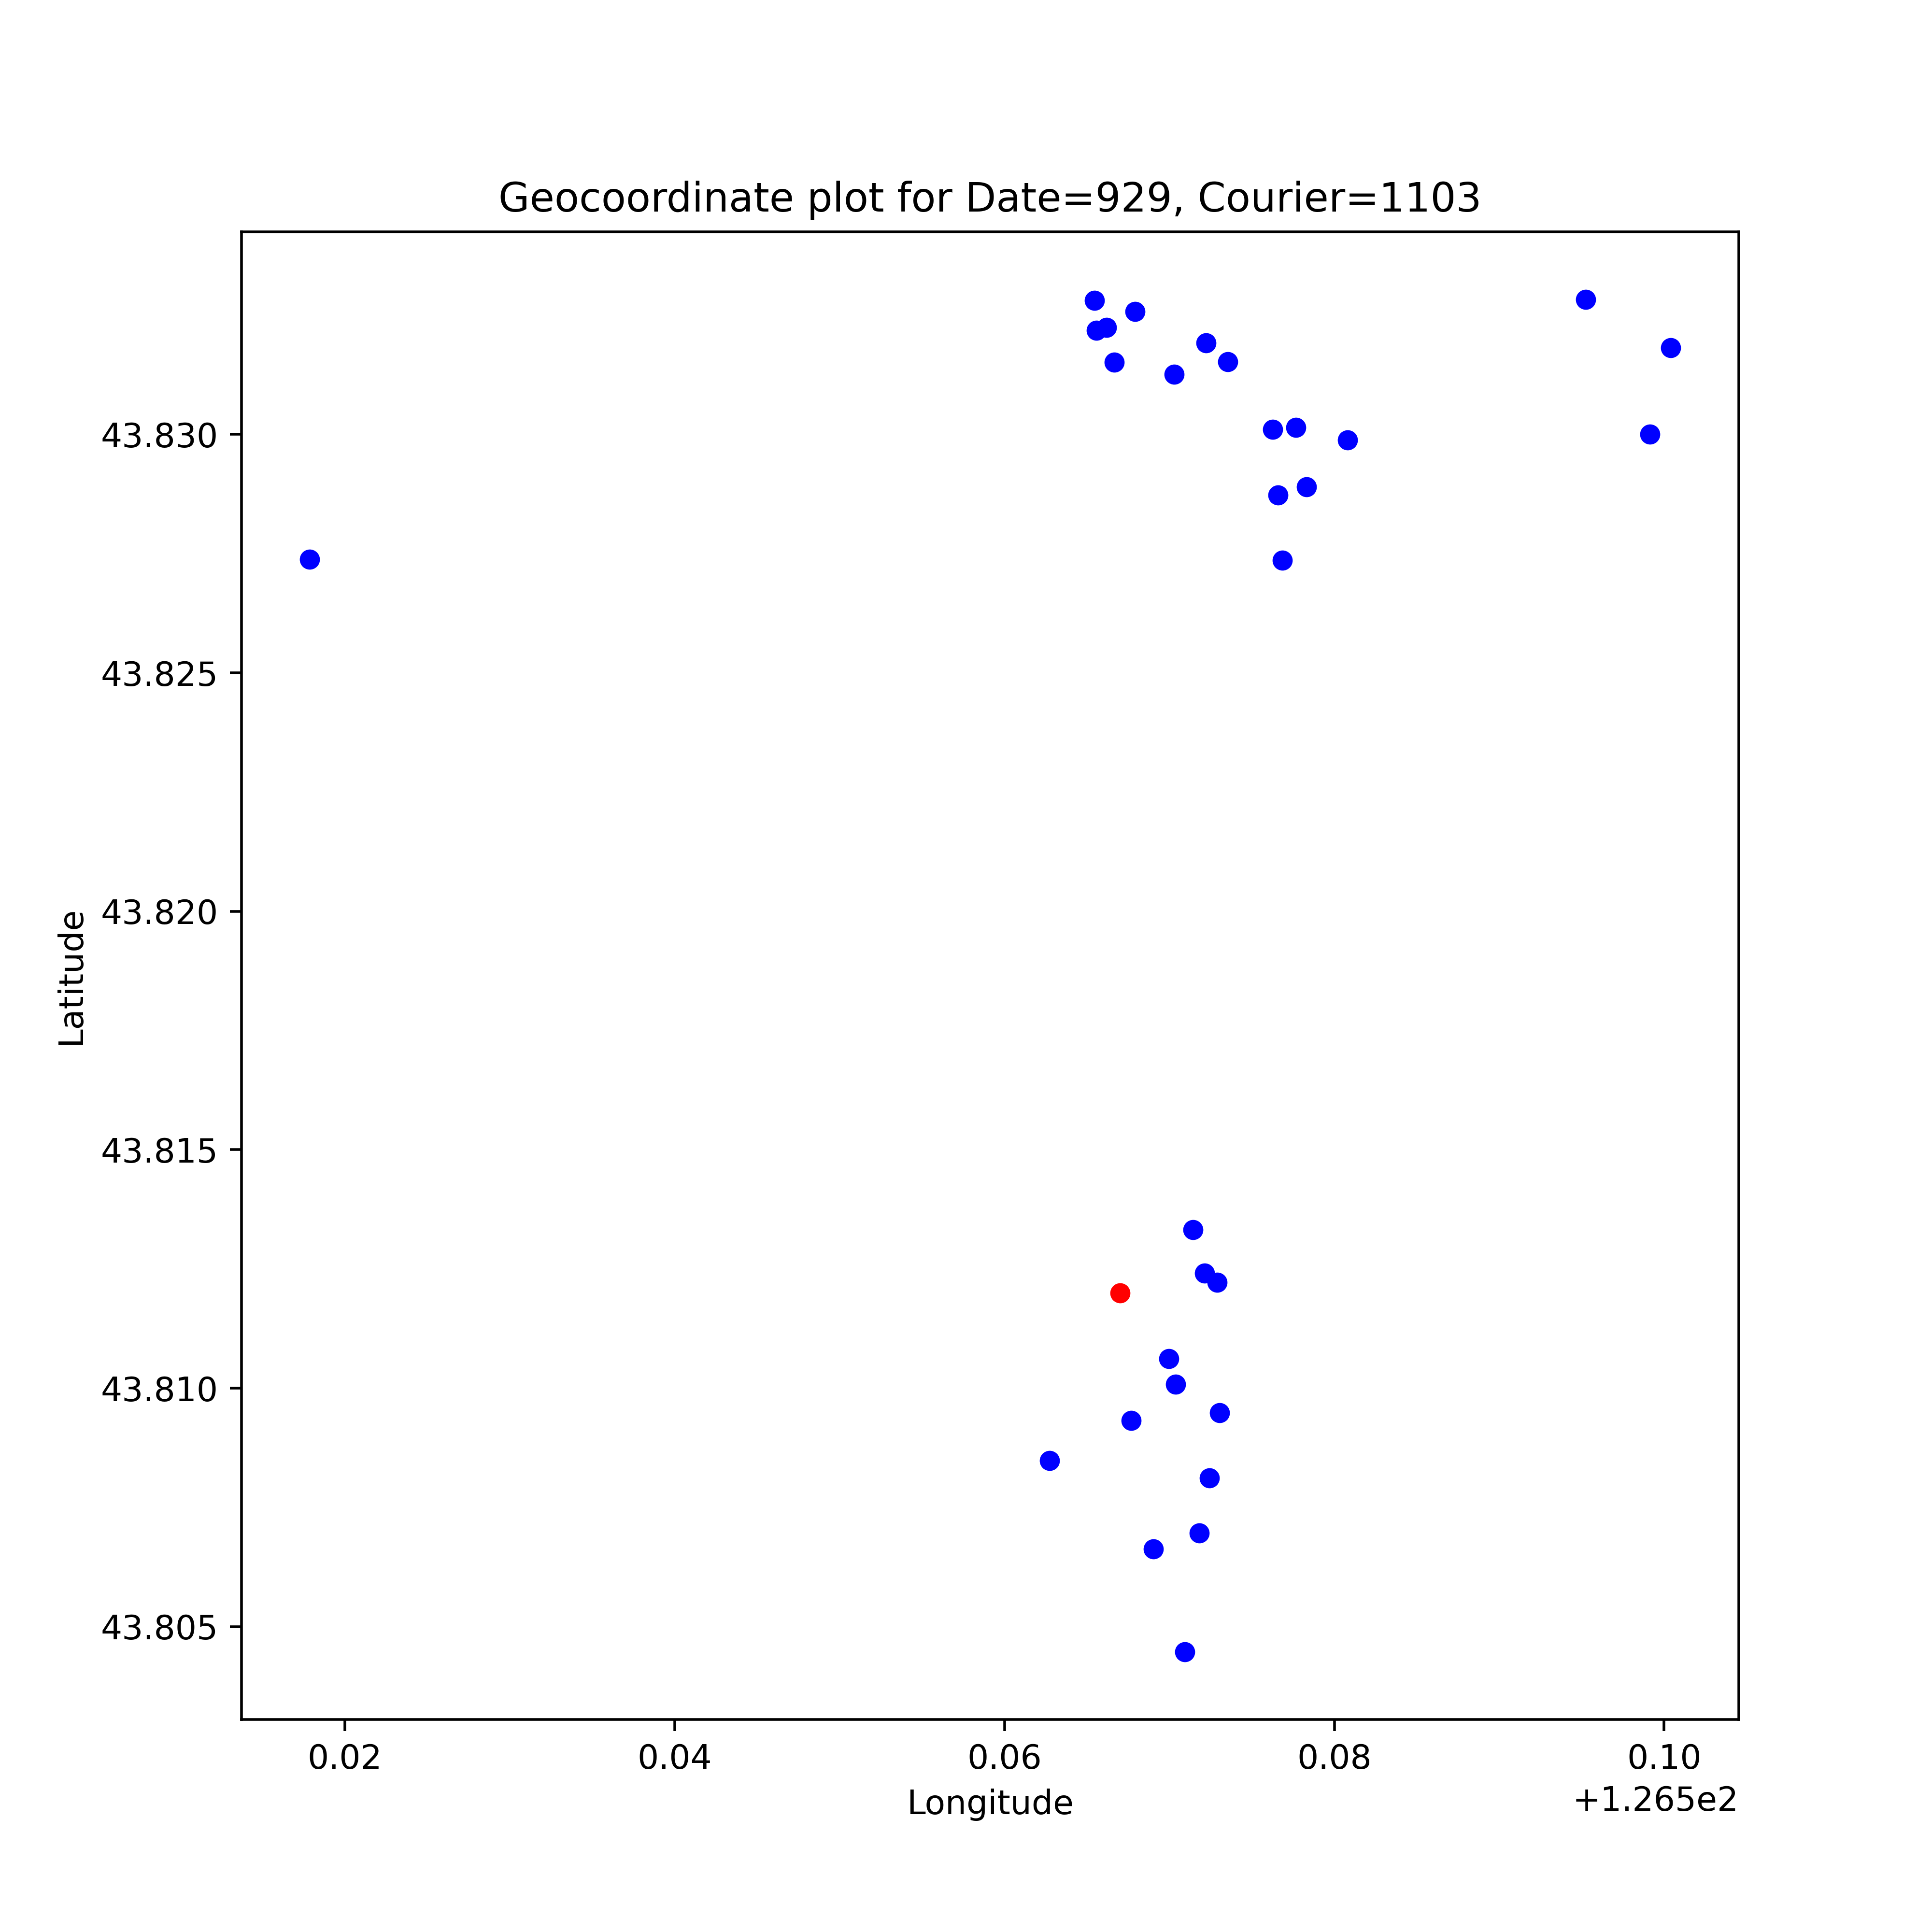 Geocoordinate plot for Date=929, Courier=1103
43.830
43.825
43.820
43.815
43.810
43.805
Latitude
0.02 0.04 0.06 0.08 0.10
Longitude
+1.265e2